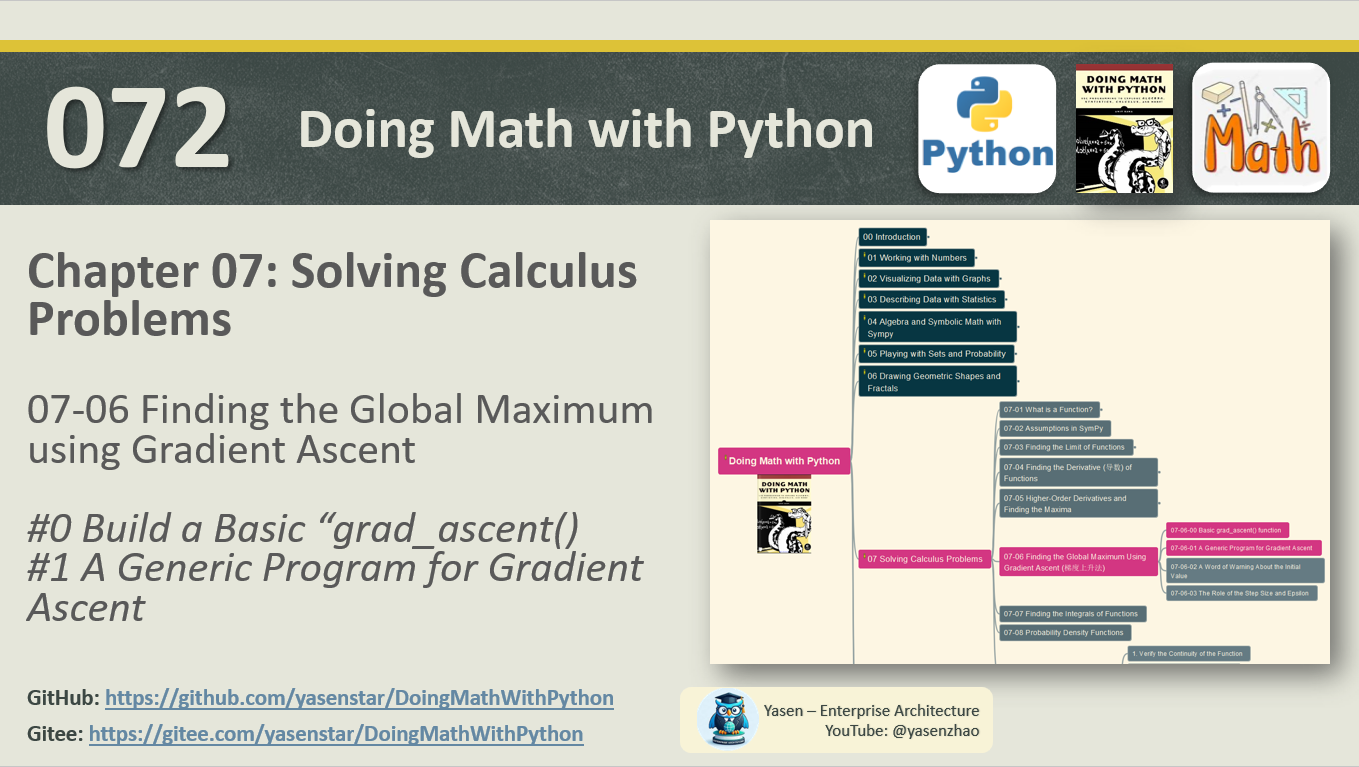 072
Doing Math with Python
Python
DOING MATH
WITH PYTHON
Math
Chapter 07: Solving Calculus
Problems
07-06 Finding the Global Maximum
using Gradient Ascent
#0 Build a Basic “grad_ascent()
#1 A Generic Program for Gradient
Ascent
GitHub: https://github.com/yasenstar/DoingMathWithPython
Gitee: https://gitee.com/yasenstar/DoingMathWithPython
00 Introduction
01 Working with Numbers
02 Visualizing Data with Graphs
03 Describing Data with Statistics
04 Algebra and Symbolic Math with
Sympy
05 Playing with Sets and Probability
06 Drawing Geometric Shapes and
Fractals
Doing Math with Python
DOING MATH
WITH PYTHON
07 Solving Calculus Problems
07-01 What is a Function?
07-02 Assumptions in SymPy
07-03 Finding the Limit of Functions
07-04 Finding the Derivative (导数) of
Functions
07-05 Higher-Order Derivatives and
Finding the Maxima
07-06 Finding the Global Maximum Using
Gradient Ascent (梯度上升法)
07-06-00 Basic grad_ascent() function
07-06-01 A Generic Program for Gradient Ascent
07-06-02 A Word of Warning About the Initial
Value
07-06-03 The Role of the Step Size and Epsilon
07-07 Finding the Integrals of Functions
07-08 Probability Density Functions
1. Verify the Continuity of the Function
Yasen – Enterprise Architecture
YouTube: @yasenzhao